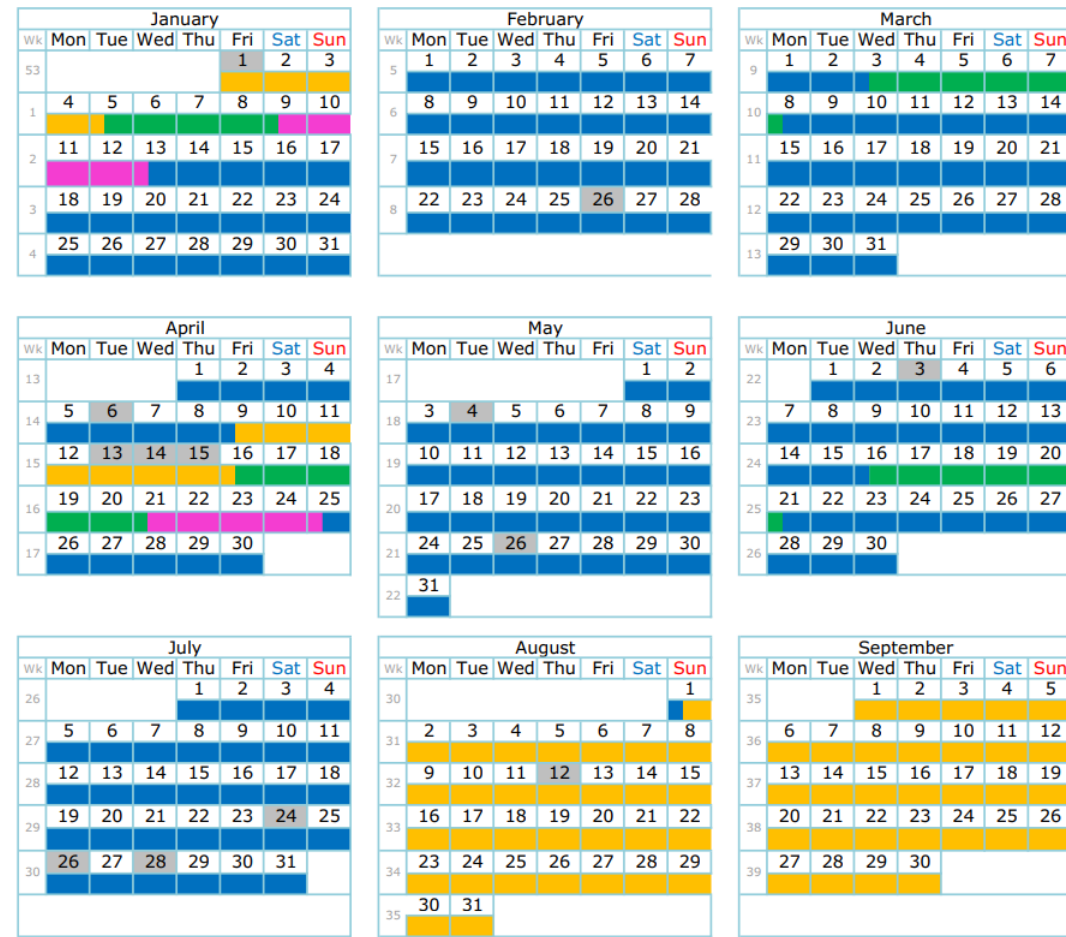 January
Wk Mon Tue Wed Thu Fri Sat Sun
53 1 2 3
1 4 5 6 7 8 9 10
2 11 12 13 14 15 16 17
3 18 19 20 21 22 23 24
4 25 26 27 28 29 30 31
February
Wk Mon Tue Wed Thu Fri Sat Sun
5 1 2 3 4 5 6 7
6 8 9 10 11 12 13 14
7 15 16 17 18 19 20 21
8 22 23 24 25 26 27 28
March
Wk Mon Tue Wed Thu Fri Sat Sun
9 1 2 3 4 5 6 7
10 8 9 10 11 12 13 14
11 15 16 17 18 19 20 21
12 22 23 24 25 26 27 28
13 29 30 31
April
Wk Mon Tue Wed Thu Fri Sat Sun
13 1 2 3 4
14 5 6 7 8 9 10 11
15 12 13 14 15 16 17 18
16 19 20 21 22 23 24 25
17 26 27 28 29 30
May
Wk Mon Tue Wed Thu Fri Sat Sun
17 1 2
18 3 4 5 6 7 8 9
19 10 11 12 13 14 15 16
20 17 18 19 20 21 22 23
21 24 25 26 27 28 29 30
22 31
June
Wk Mon Tue Wed Thu Fri Sat Sun
22 1 2 3 4 5 6
23 7 8 9 10 11 12 13
24 14 15 16 17 18 19 20
25 21 22 23 24 25 26 27
26 28 29 30
July
Wk Mon Tue Wed Thu Fri Sat Sun
26 1 2 3 4
27 5 6 7 8 9 10 11
28 12 13 14 15 16 17 18
29 19 20 21 22 23 24 25
30 26 27 28 29 30 31
August
Wk Mon Tue Wed Thu Fri Sat Sun
30 1
31 2 3 4 5 6 7 8
32 9 10 11 12 13 14 15
33 16 17 18 19 20 21 22
34 23 24 25 26 27 28 29
35 30 31
September
Wk Mon Tue Wed Thu Fri Sat Sun
35 1 2 3 4 5
36 6 7 8 9 10 11 12
37 13 14 15 16 17 18 19
38 20 21 22 23 24 25 26
39 27 28 29 30